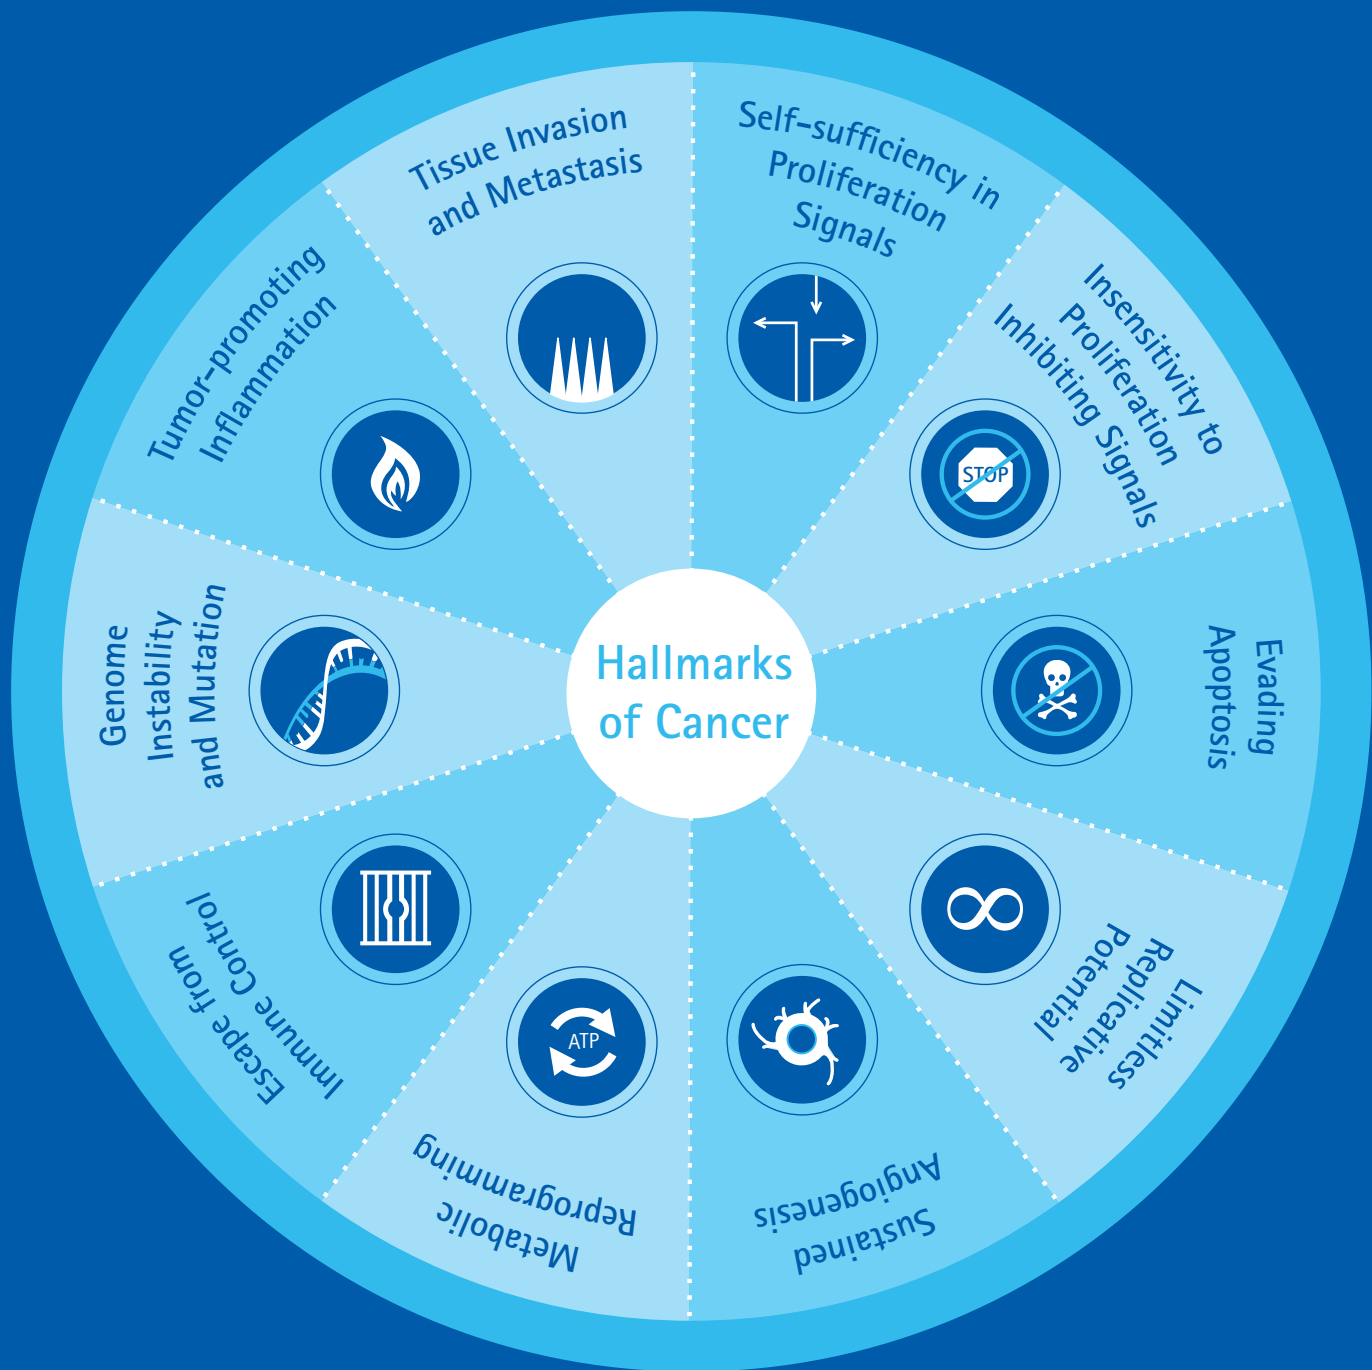 Hallmarks
of Cancer
Self-sufficiency in
Proliferation
Signals
Insensitivity to
Proliferation
Inhibiting Signals
STOP
Evading
Apoptosis
Limitless
Replicative
Potential
Sustained
Angiogenesis
Metabolic
Reprogramming
ATP
Escape from
Immune Control
Genome
Instability
and Mutation
Tumor-promoting
Inflammation
Tissue Invasion
and Metastasis